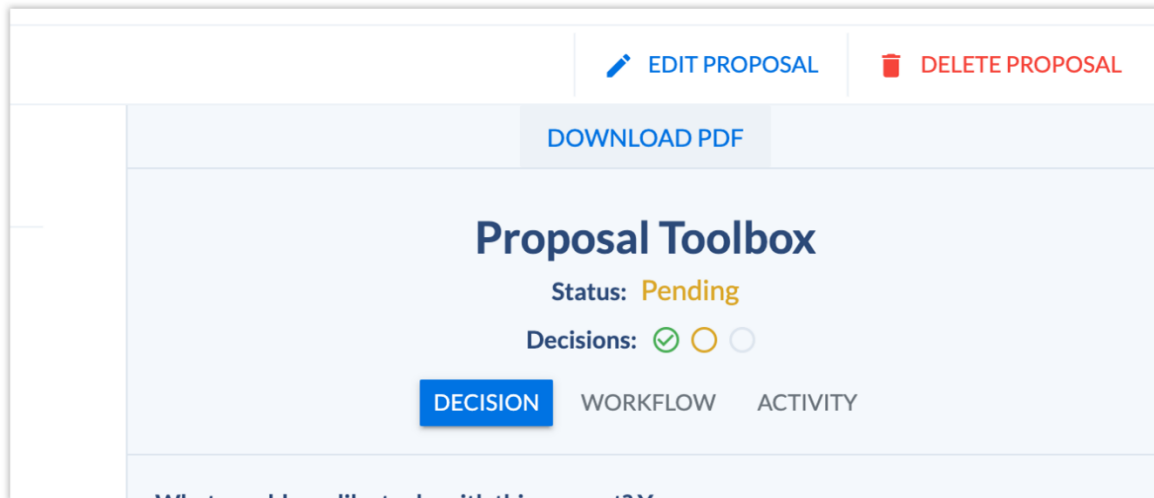 EDIT PROPOSAL
DELETE PROPOSAL
DOWNLOAD PDF
Proposal Toolbox
Status: Pending
Decisions:
DECISION
WORKFLOW
ACTIVITY